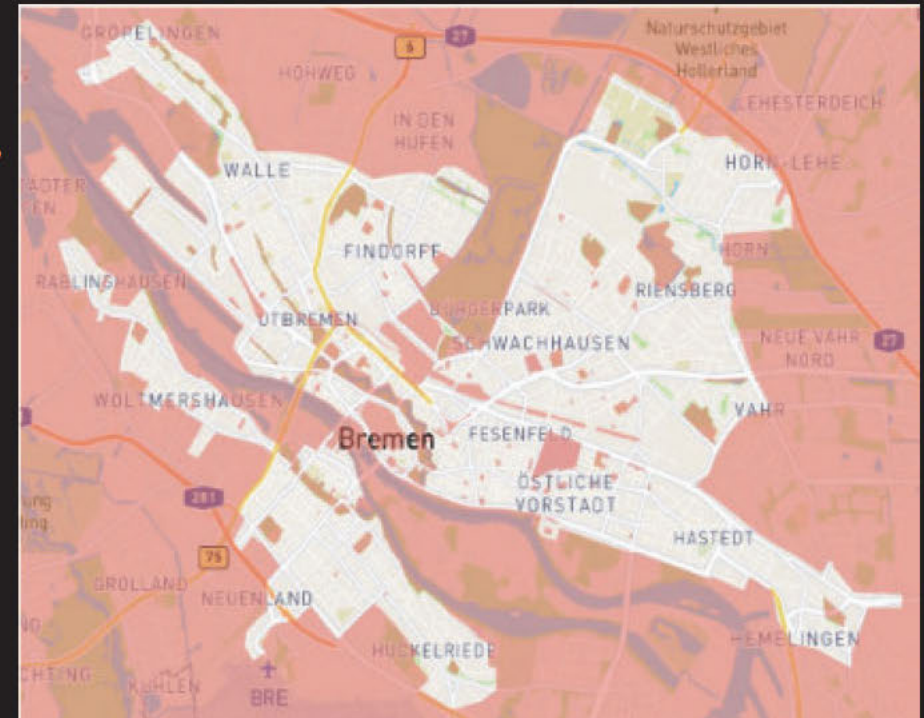 GRÖPELINGEN
6
27
Naturschutzgebiet
Westliches
Hollerland
HOHWEG
LEHESTERDEICH
IN DEN
HUFEN
WALLE
HORN-LEHE
FINDORFF
HORN
RABLINGHAUSEN
RIENSBERG
BÜRGERPARK
UTBREMEN
SCHWACHHAUSEN
NEUE VAHR
NORD
27
WOLTMERSHAUSEN
VAHR
Bremen
FESENFELD
ÖSTLICHE
VORSTADT
281
HASTEDT
75
GROLLAND
NEUENLAND
HEMELINGEN
HUCKELRIEDE
KUHLEN
BRE